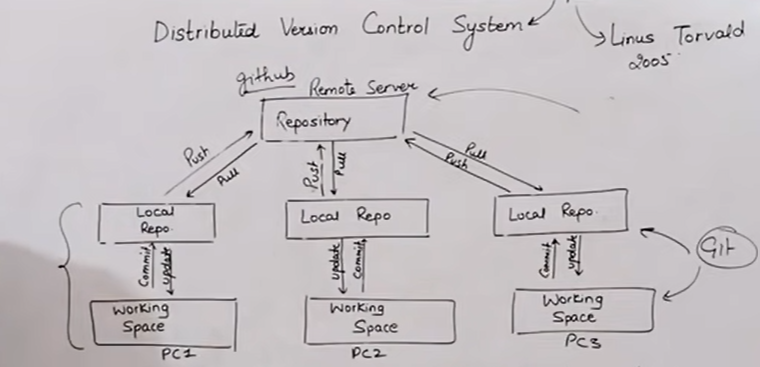 Distributed Version Control System
Linus Torvald
2005
github
Remote Server
Repository
Push
Pull
Push
Pull
Pull
Push
Local
Repo.
Local Repo
Local Repo.
Git
Commit
update
update
Commit
Commit
update
Working
Space
Working
Space
Working
Space
PC1
PC2
PC3